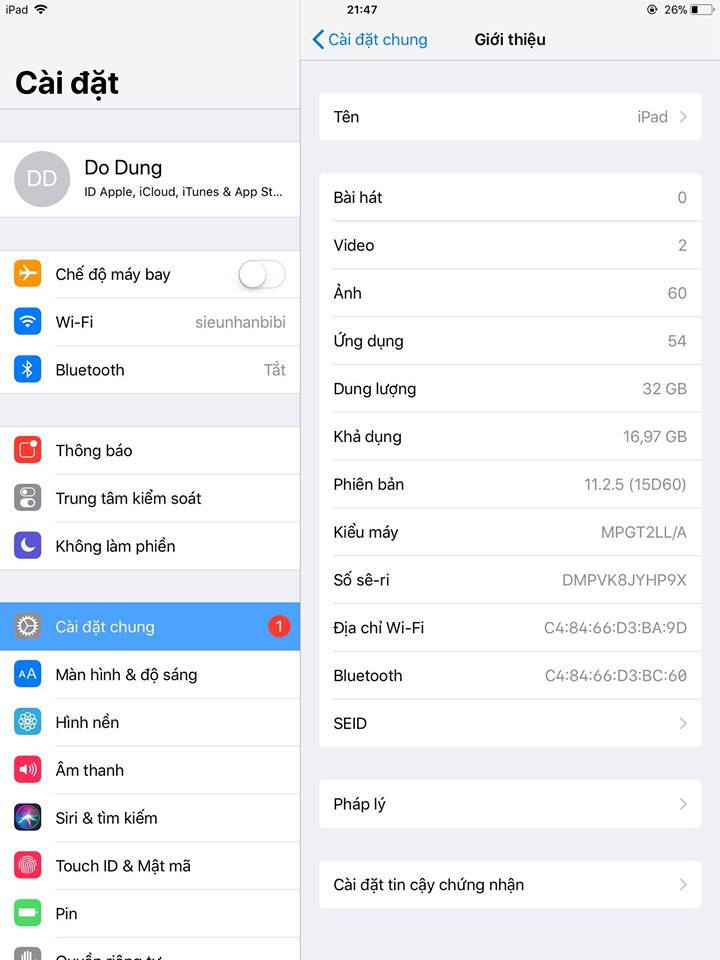 iPad
21:47
26%
Cài đặt
Do Dung
DD
ID Apple, iCloud, iTunes & App St...
Chế độ máy bay
Wi-Fi sieunhanbibi
Bluetooth Tắt
Thông báo
Trung tâm kiểm soát
Không làm phiền
Cài đặt chung 1
AA Màn hình & độ sáng
Hình nền
Âm thanh
Siri & tìm kiếm
Touch ID & Mật mã
Pin
Cài đặt chung
Giới thiệu
Tên iPad
Bài hát 0
Video 2
Ảnh 60
Ứng dụng 54
Dung lượng 32 GB
Khả dụng 16,97 GB
Phiên bản 11.2.5 (15D60)
Kiểu máy MPGT2LL/A
Số sê-ri DMPVK8JYHP9X
Địa chỉ Wi-Fi C4:84:66:D3:BA:9D
Bluetooth C4:84:66:D3:BC:60
SEID
Pháp lý
Cài đặt tin cậy chứng nhận